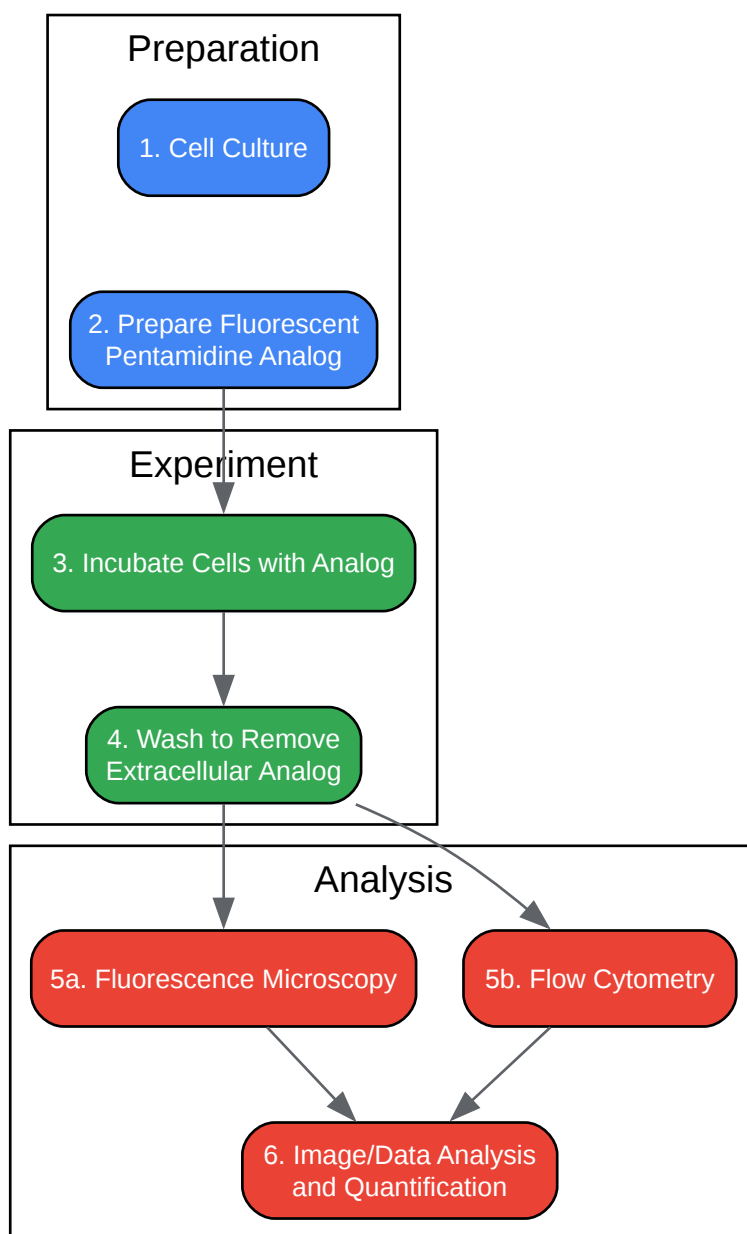 Preparation
1. Cell Culture
2. Prepare Fluorescent
Pentamidine Analog
Experiment
3. Incubate Cells with Analog
4. Wash to Remove
Extracellular Analog
Analysis
5a. Fluorescence Microscopy
5b. Flow Cytometry
6. Image/Data Analysis
and Quantification